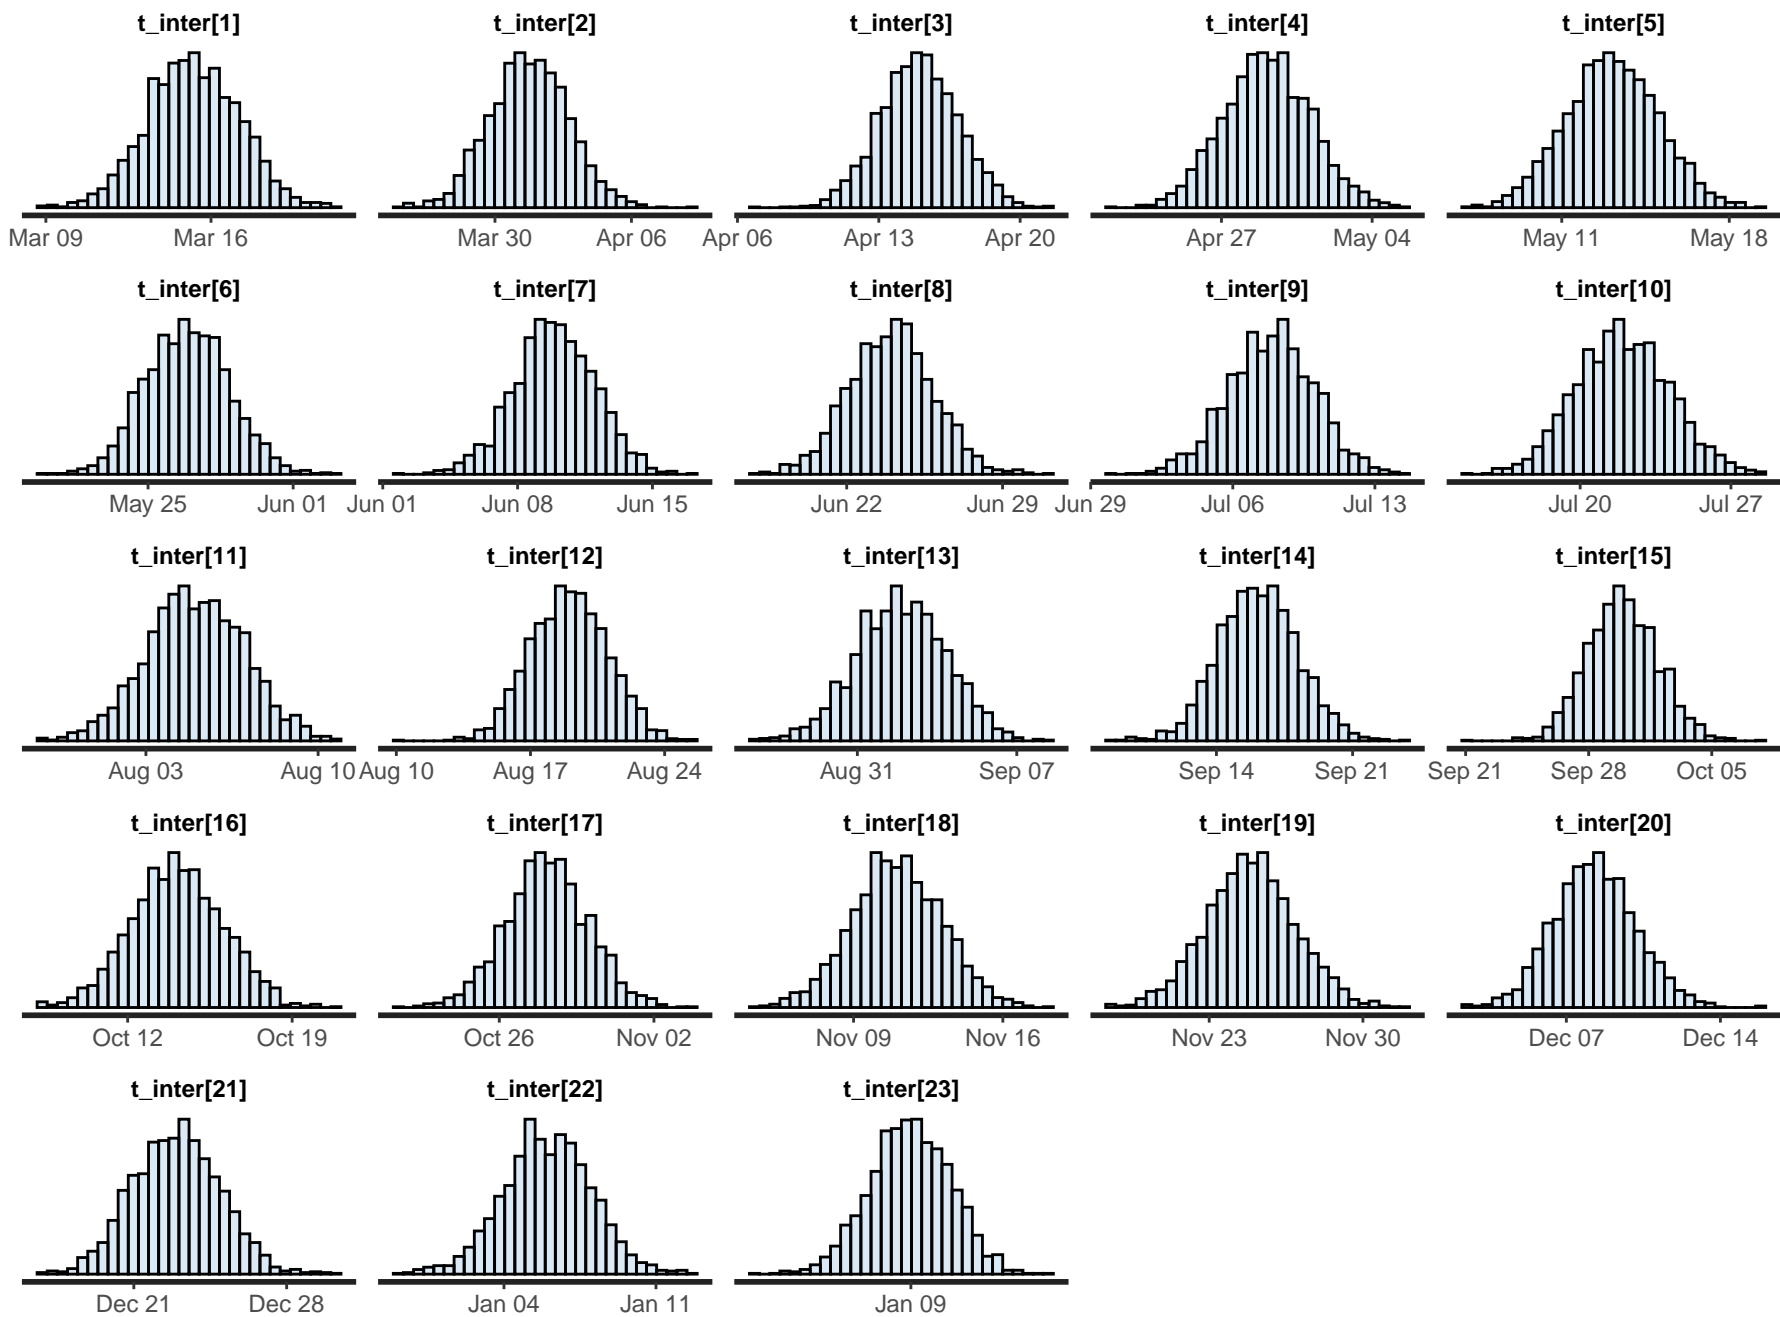 t_inter[1] t_inter[2] t_inter[3] t_inter[4] t_inter[5]
Mar 09 Mar 16 Mar 30 Apr 06 Apr 06 Apr 13 Apr 20 Apr 27 May 04 May 11 May 18
t_inter[6] t_inter[7] t_inter[8] t_inter[9] t_inter[10]
May 25 Jun 01 Jun 01 Jun 08 Jun 15 Jun 22 Jun 29 Jun 29 Jul 06 Jul 13 Jul 20 Jul 27
t_inter[11] t_inter[12] t_inter[13] t_inter[14] t_inter[15]
Aug 03 Aug 10 Aug 10 Aug 17 Aug 24 Aug 31 Sep 07 Sep 14 Sep 21 Sep 21 Sep 28 Oct 05
t_inter[16] t_inter[17] t_inter[18] t_inter[19] t_inter[20]
Oct 12 Oct 19 Oct 26 Nov 02 Nov 09 Nov 16 Nov 23 Nov 30 Dec 07 Dec 14
t_inter[21] t_inter[22] t_inter[23]
Dec 21 Dec 28 Jan 04 Jan 11 Jan 09